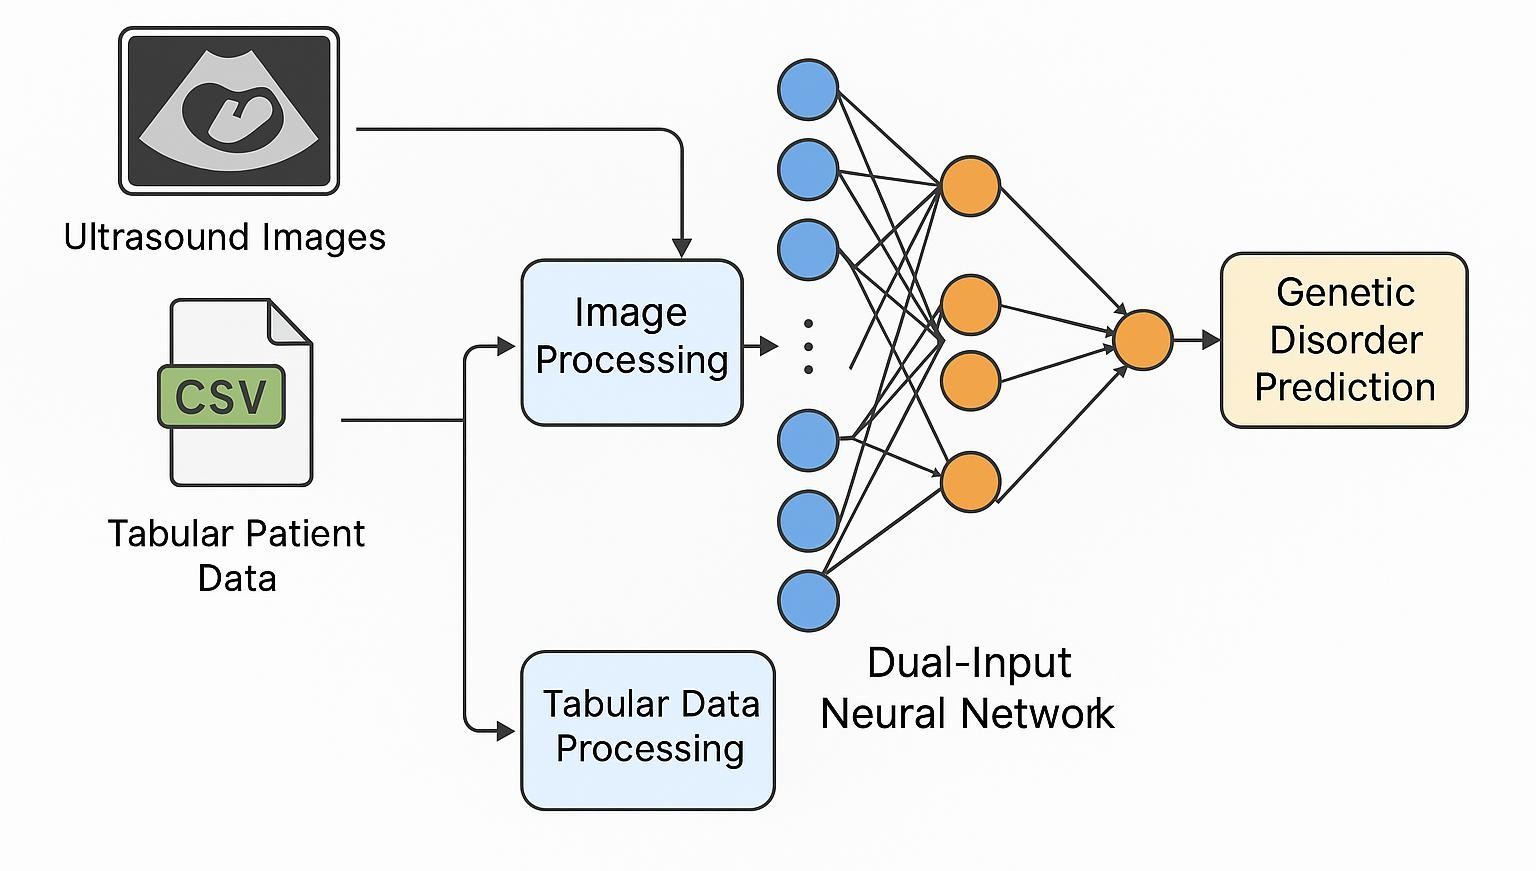 Ultrasound Images
CSV
Tabular Patient
Data
Image
Processing
Tabular Data
Processing
Dual-Input
Neural Network
Genetic
Disorder
Prediction